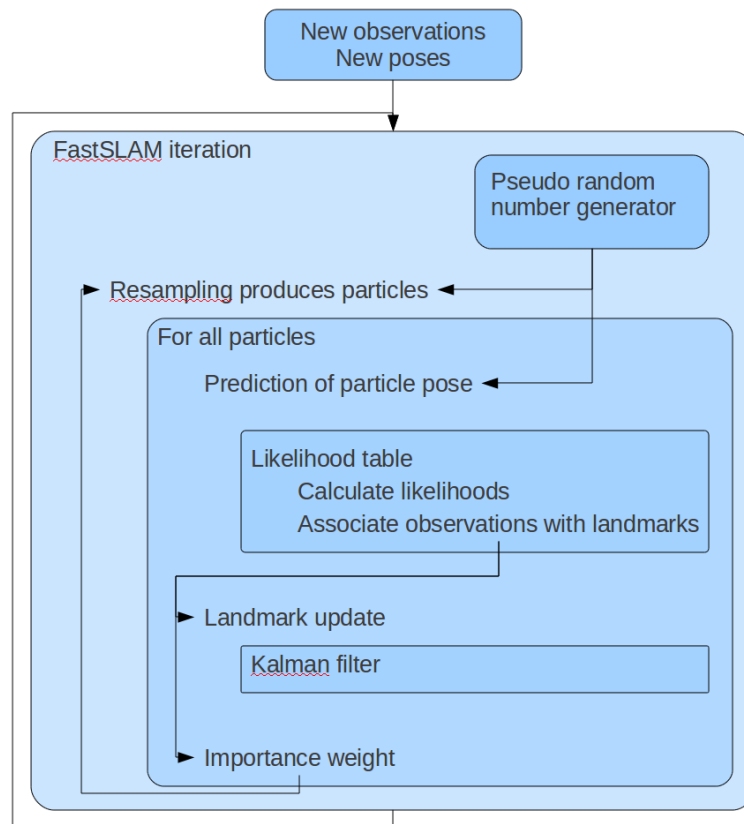 New observations
New poses
FastSLAM iteration
Pseudo random
number generator
Resampling produces particles
For all particles
Prediction of particle pose
Likelihood table
Calculate likelihoods
Associate observations with landmarks
Landmark update
Kalman filter
Importance weight